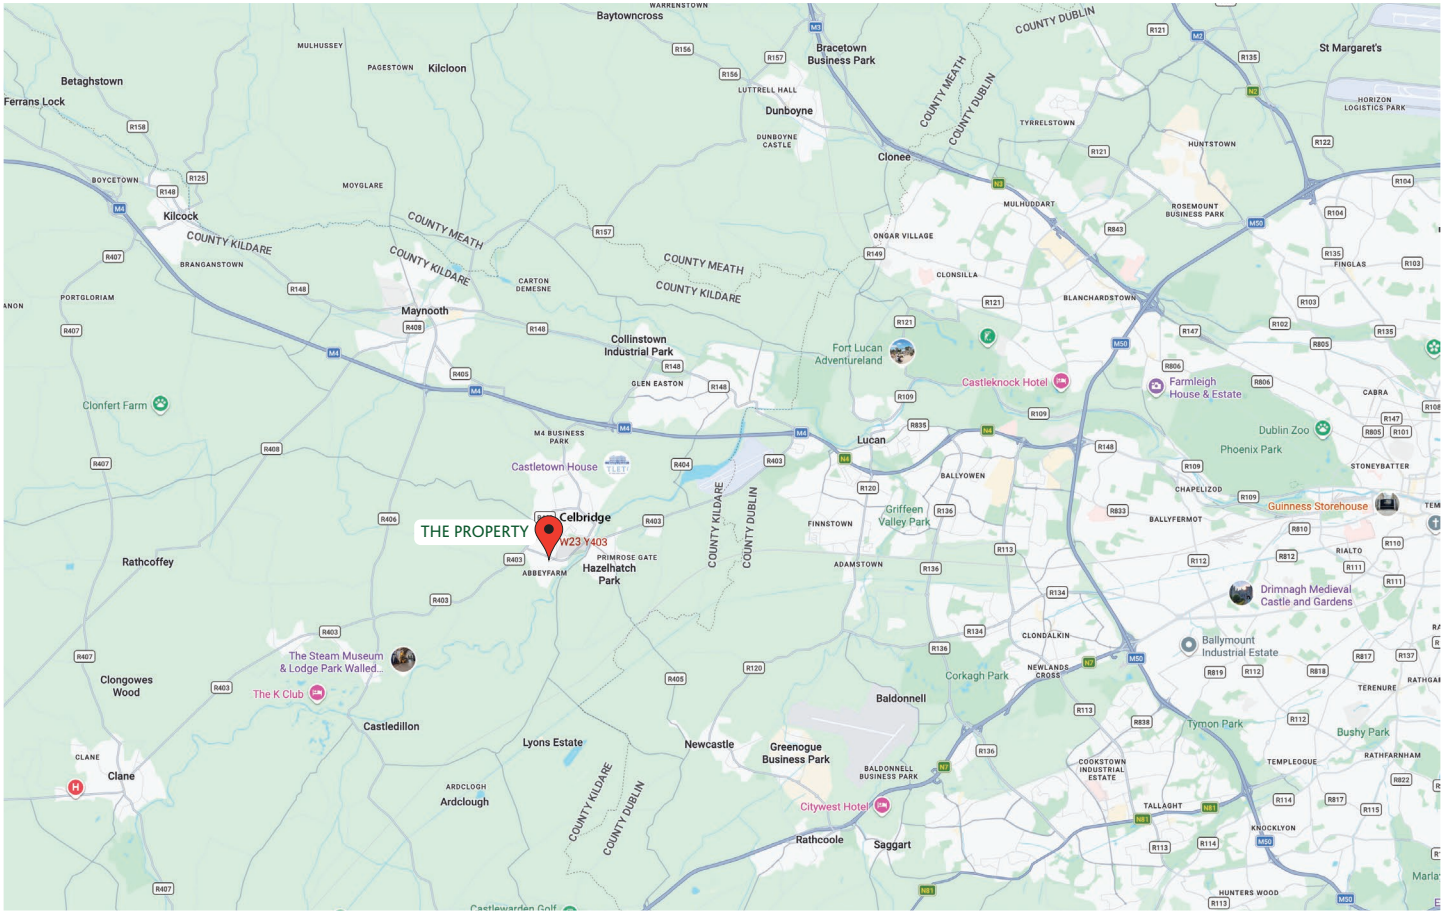 WARRENSTOWN
Baytowncross
COUNTY DUBLIN
M3
R121
M2
MULHUSSEY
R156
Bracetown
Business Park
St Margaret's
PAGESTOWN
Kilcloon
R157
R135
Betaghstown
R156
LUTTRELL HALL
COUNTY MEATH
COUNTY DUBLIN
N2
Ferrans Lock
Dunboyne
HORIZON
LOGISTICS PARK
R158
TYRRELSTOWN
DUNBOYNE
CASTLE
HUNTSTOWN
R122
Clonee
R121
BOYCETOWN
R125
R148
MOYGLARE
N3
R104
M4
MULHUDDART
ROSEMOUNT
BUSINESS PARK
R104
Kilcock
COUNTY MEATH
M50
R157
R843
COUNTY KILDARE
ONGAR VILLAGE
R407
R149
R135
BRANGANSTOWN
COUNTY KILDARE
COUNTY MEATH
FINGLAS
R103
CLONSILLA
CARTON
DEMESNE
COUNTY KILDARE
R148
PORTGLORIAM
ANON
R121
BLANCHARDSTOWN
R103
Maynooth
R408
R148
R121
R102
R407
R147
R135
Collinstown
Industrial Park
M50
R805
Fort Lucan
Adventureland
M4
R148
R806
R405
GLEN EASTON
R148
Castleknock Hotel
Farmleigh
House & Estate
R806
M4
R109
CABRA
Clonfert Farm
R109
R147
R108
M4
M4
R835
N4
Dublin Zoo
R805
R101
M4 BUSINESS
PARK
Lucan
R148
Phoenix Park
R408
N4
R407
Castletown House
R404
R403
R109
STONEYBATTER
BALLYOWEN
R120
CHAPELIZOD
R109
Guinness Storehouse
R406
Celbridge
R403
COUNTY KILDARE
COUNTY DUBLIN
FINNSTOWN
Griffeen
Valley Park
R136
R833
BALLYFERMOT
THE PROPERTY
W23 Y403
R810
R110
R403
PRIMROSE GATE
R113
R812
RIALTO
Rathcoffey
ABBEYFARM
Hazelhatch
Park
ADAMSTOWN
R136
R112
R111
R111
R134
Drimnagh Medieval
Castle and Gardens
R403
R403
R134
CLONDALKIN
Ballymount
Industrial Estate
The Steam Museum
& Lodge Park Walled...
R136
N7
M50
R407
R120
NEWLANDS
CROSS
R817
R137
R819
R112
R818
Clongowes
Wood
R403
The K Club
R405
Corkagh Park
TERENURE
Baldonnell
R113
Castledillon
R838
Tymon Park
R112
Bushy Park
Lyons Estate
Newcastle
Greenogue
Business Park
R136
RATHFARNHAM
CLANE
BALDONNELL
BUSINESS PARK
N7
COOKSTOWN
INDUSTRIAL
ESTATE
TEMPLEOGUE
Clane
R822
H
ARDCLOGH
Ardclough
COUNTY KILDARE
COUNTY DUBLIN
Citywest Hotel
TALLAGHT
N81
R114
R817
R115
N81
KNOCKLYON
Rathcoole
Saggart
R113
R114
M50
R407
N81
HUNTERS WOOD
R113
M50
Castlewarden Golf